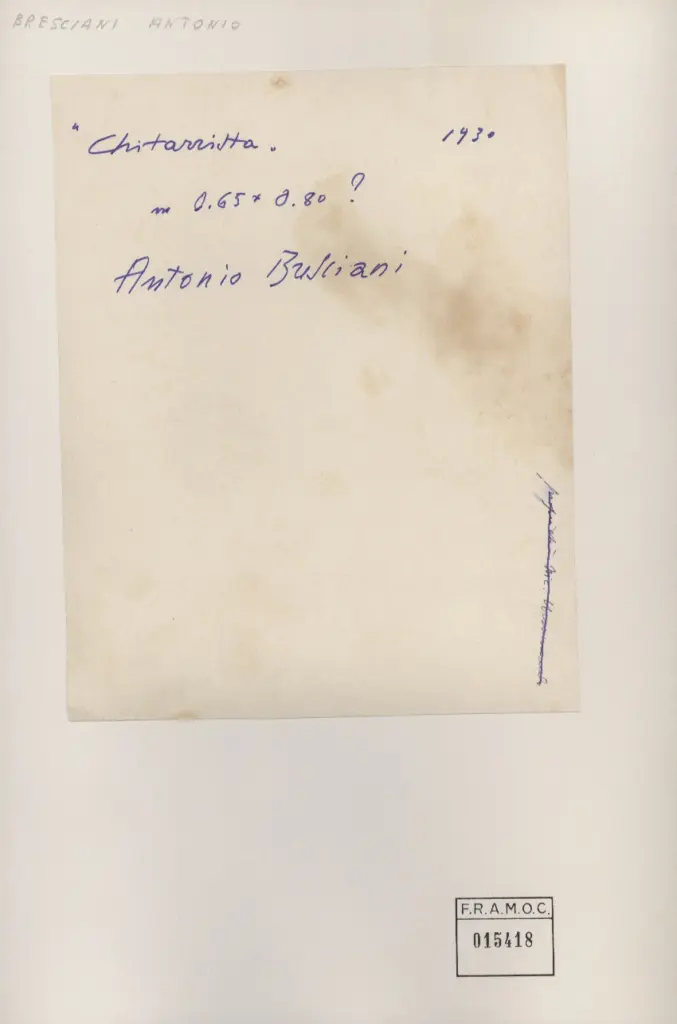 BRESCIANI ANTONIO
"Chitarrista. 1930
m 0.65 x 0.80 ?
Antonio Bresciani
F.R.A.M.O.C.
015418